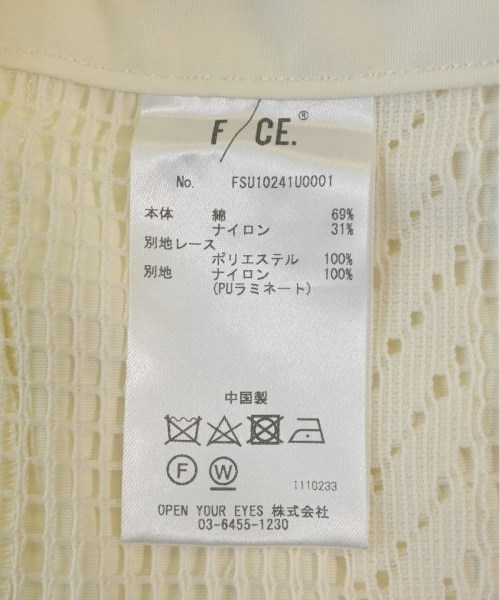 F/CE.®
No. FSU10241U0001
本体 綿 69%
ナイロン 31%
別地レース
ポリエステル 100%
別地 ナイロン 100%
(PUラミネート)
中国製
F W
1110233
OPEN YOUR EYES 株式会社
03-6455-1230